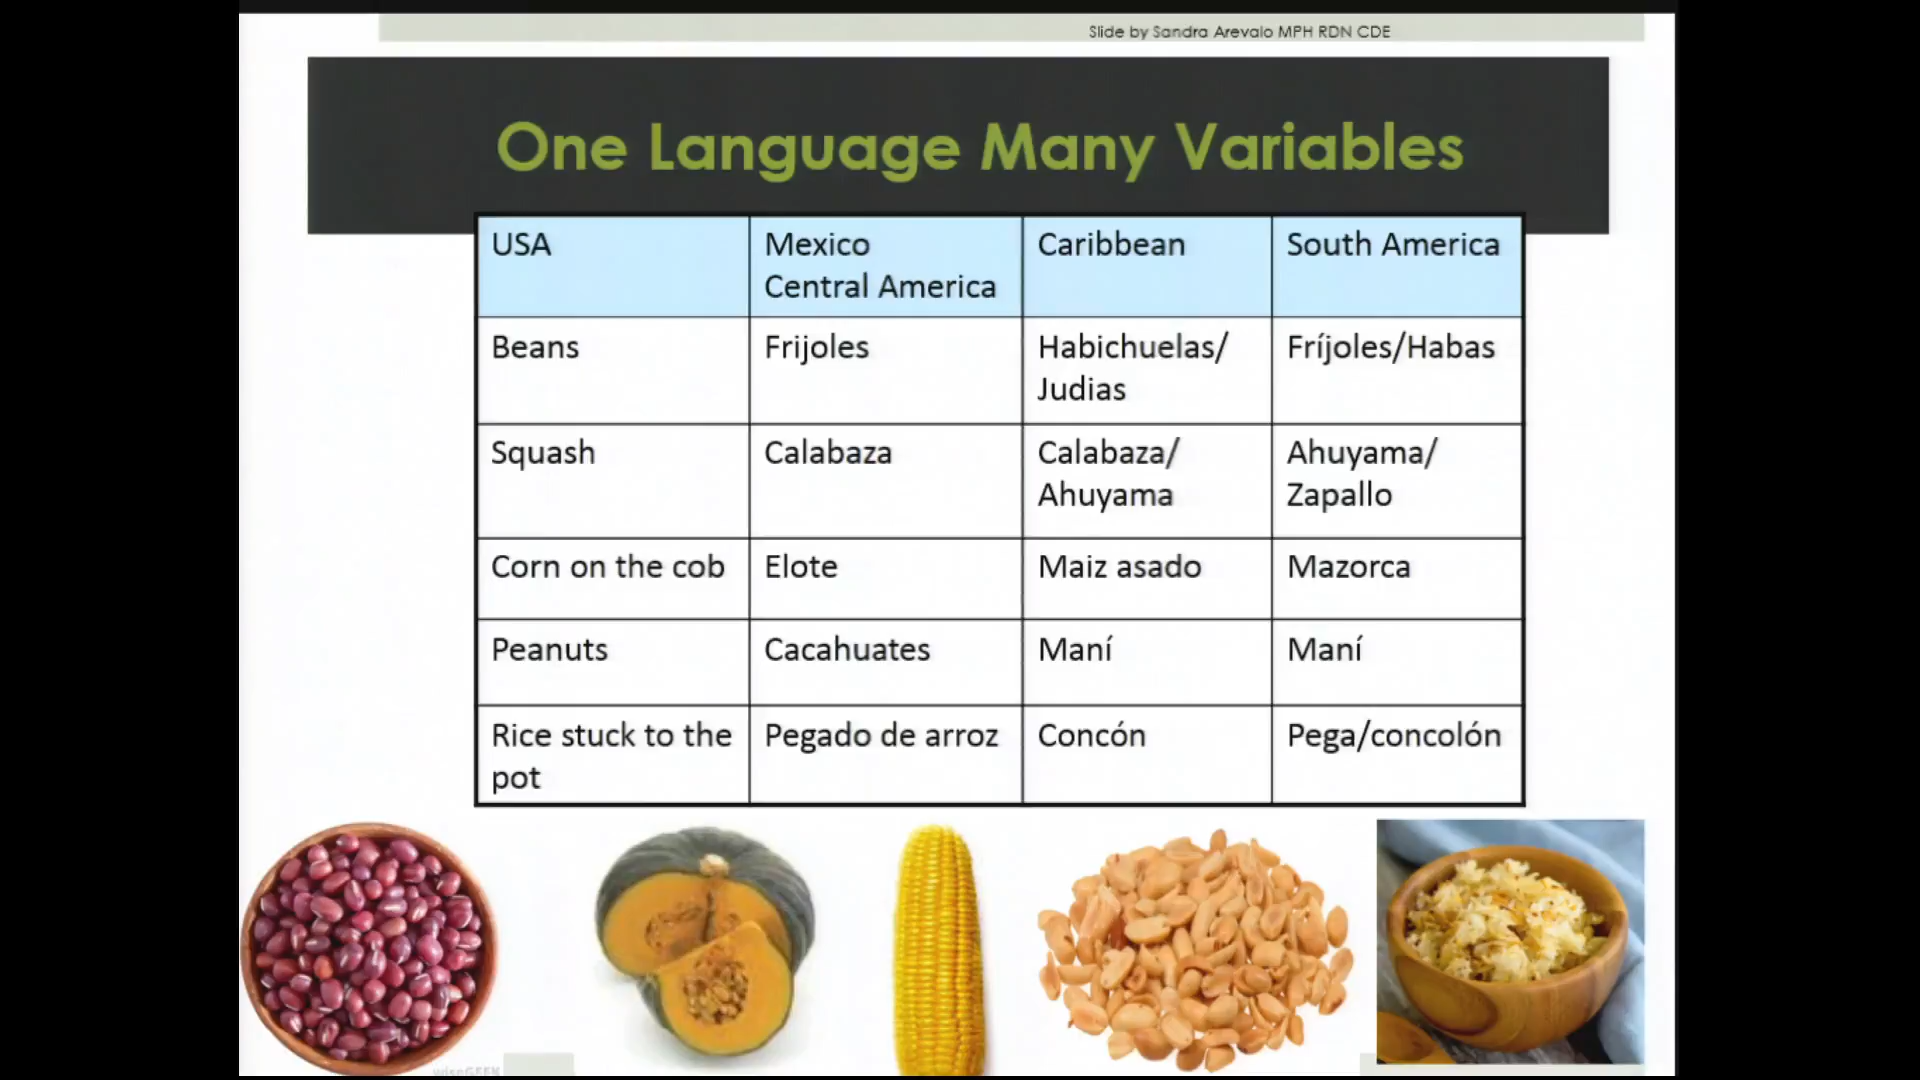 Slide by Sandra Arevalo MPH RDN CDE
One Language Many Variables
USA
Mexico
Central America
Caribbean
South America
Beans
Frijoles
Habichuelas/
Judias
Fríjoles/Habas
Squash
Calabaza
Calabaza/
Ahuyama
Ahuyama/
Zapallo
Corn on the cob
Elote
Maiz asado
Mazorca
Peanuts
Cacahuates
Maní
Maní
Rice stuck to the
pot
Pegado de arroz
Concón
Pega/concolón
wiseGEEK